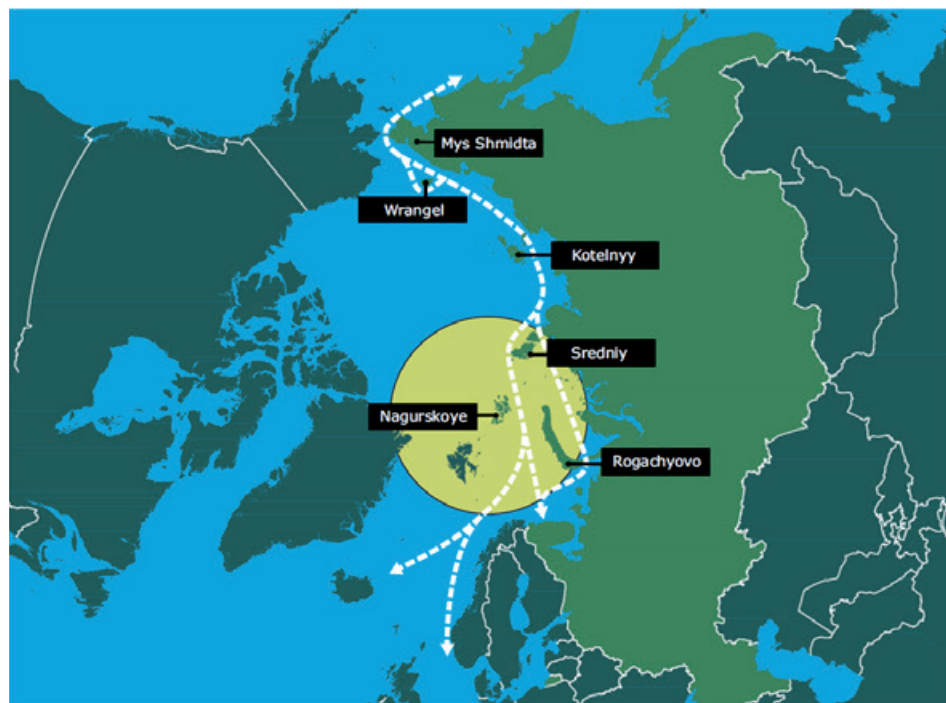 Mys Shmidta
Wrangel
Kotelnyy
Sredniy
Nagurskoye
Rogachyovo